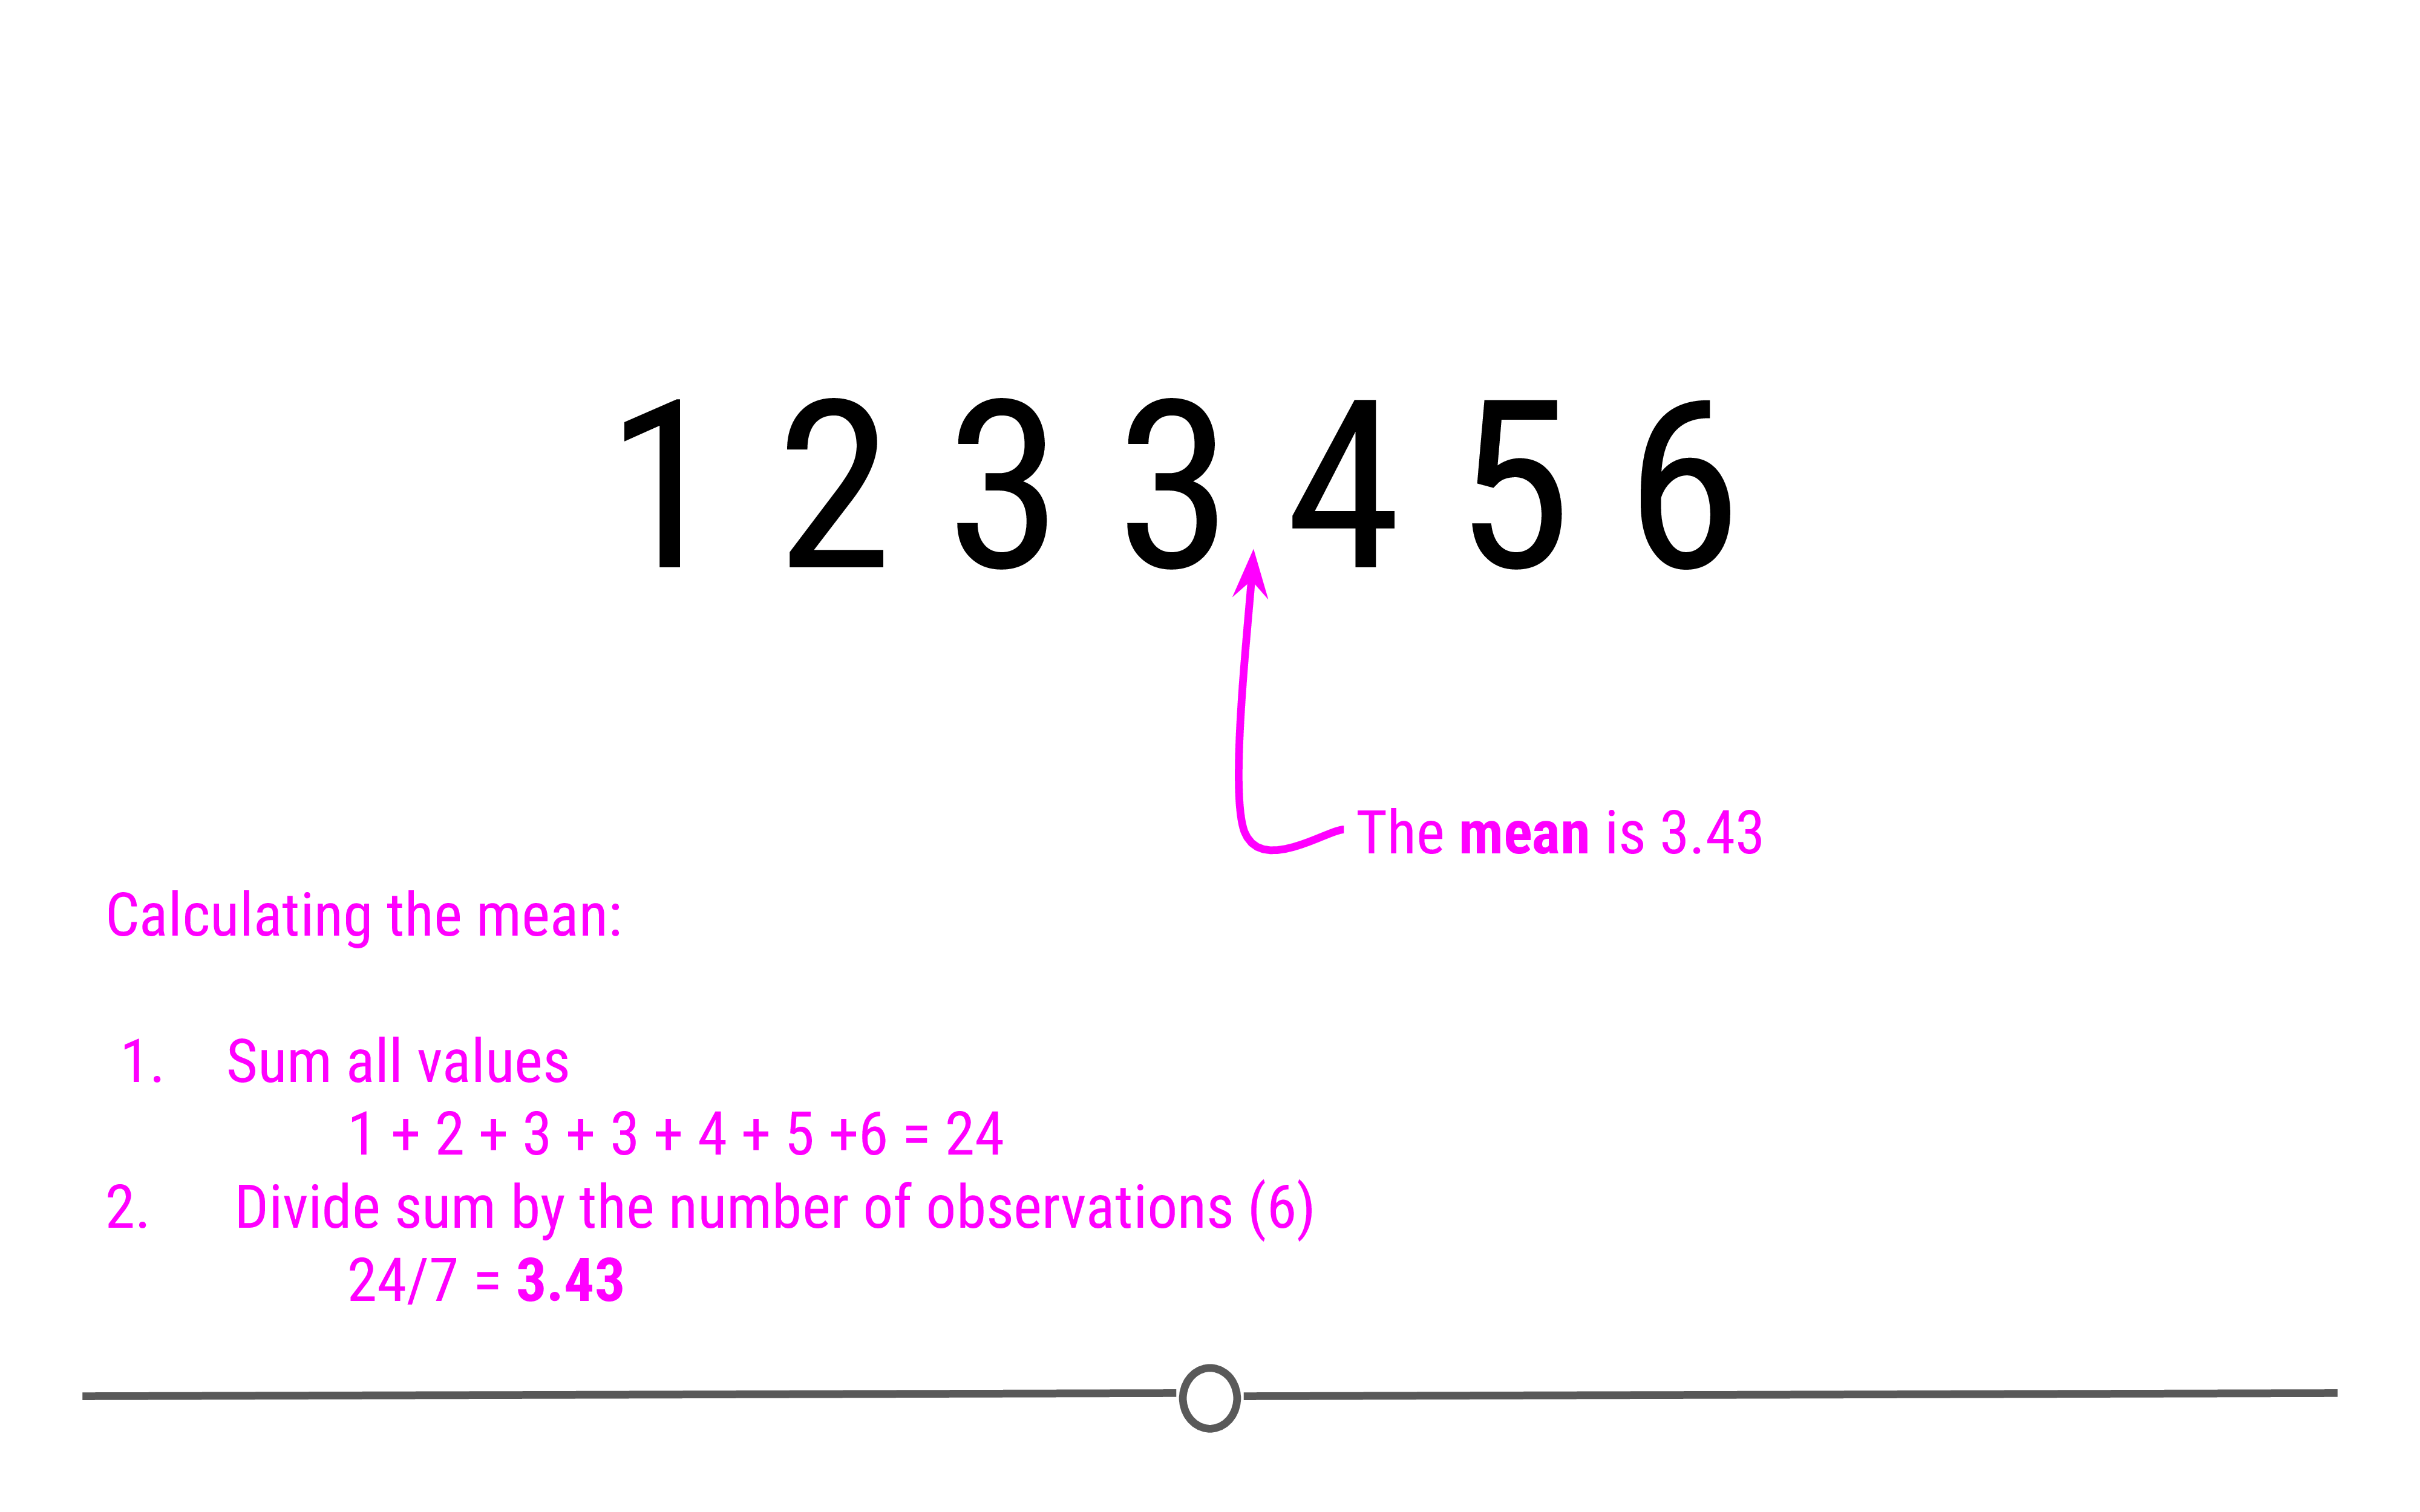 1 2 3 3 4 5 6
The mean is 3.43
Calculating the mean:
1. Sum all values
1 + 2 + 3 + 3 + 4 + 5 +6 = 24
2. Divide sum by the number of observations (6)
24/7 = 3.43